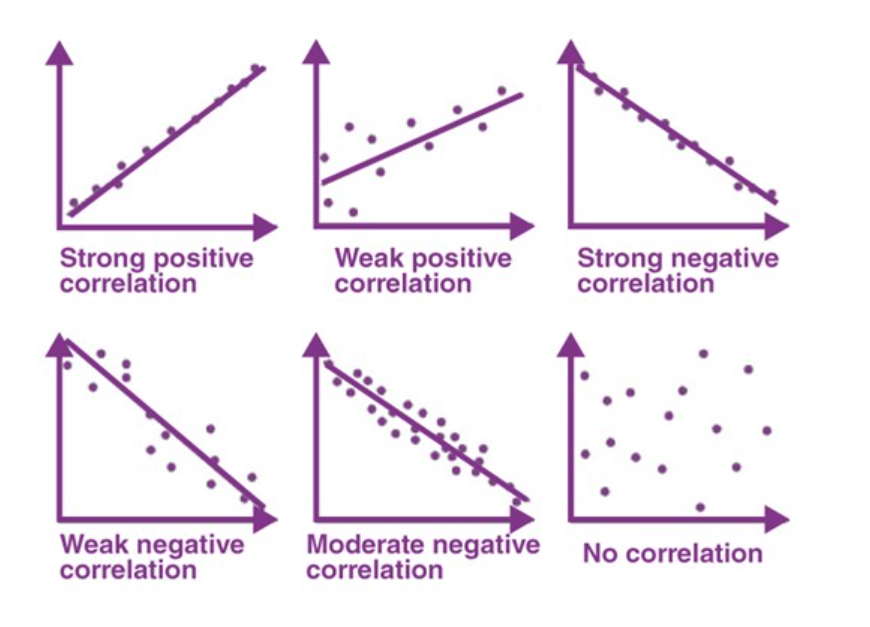 Strong positive
correlation
Weak positive
correlation
Strong negative
correlation
Weak negative
correlation
Moderate negative
correlation
No correlation